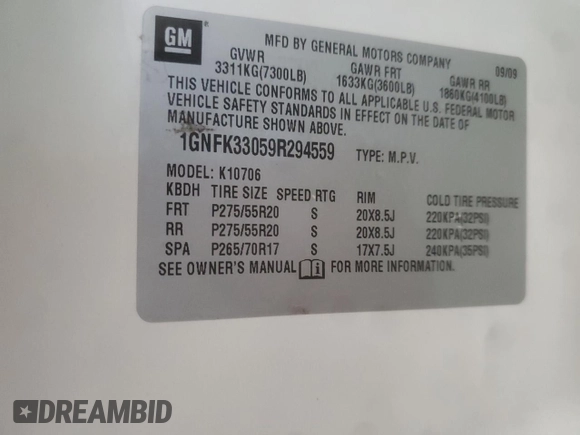 GM
MFD BY GENERAL MOTORS COMPANY 09/09
GVWR GAWR FRT GAWR RR
3311KG(7300LB) 1633KG(3600LB) 1860KG(4100LB)
THIS VEHICLE CONFORMS TO ALL APPLICABLE U.S. FEDERAL MOTOR
VEHICLE SAFETY STANDARDS IN EFFECT ON THE DATE OF
MANUFACTURE SHOWN ABOVE.
1GNFK33059R294559 TYPE: M.P.V.
MODEL: K10706
KBDH TIRE SIZE SPEED RTG RIM COLD TIRE PRESSURE
FRT P275/55R20 S 20X8.5J 220KPA(32PSI)
RR P275/55R20 S 20X8.5J 220KPA(32PSI)
SPA P265/70R17 S 17X7.5J 240KPA(35PSI)
SEE OWNER'S MANUAL FOR MORE INFORMATION.
DREAMBID